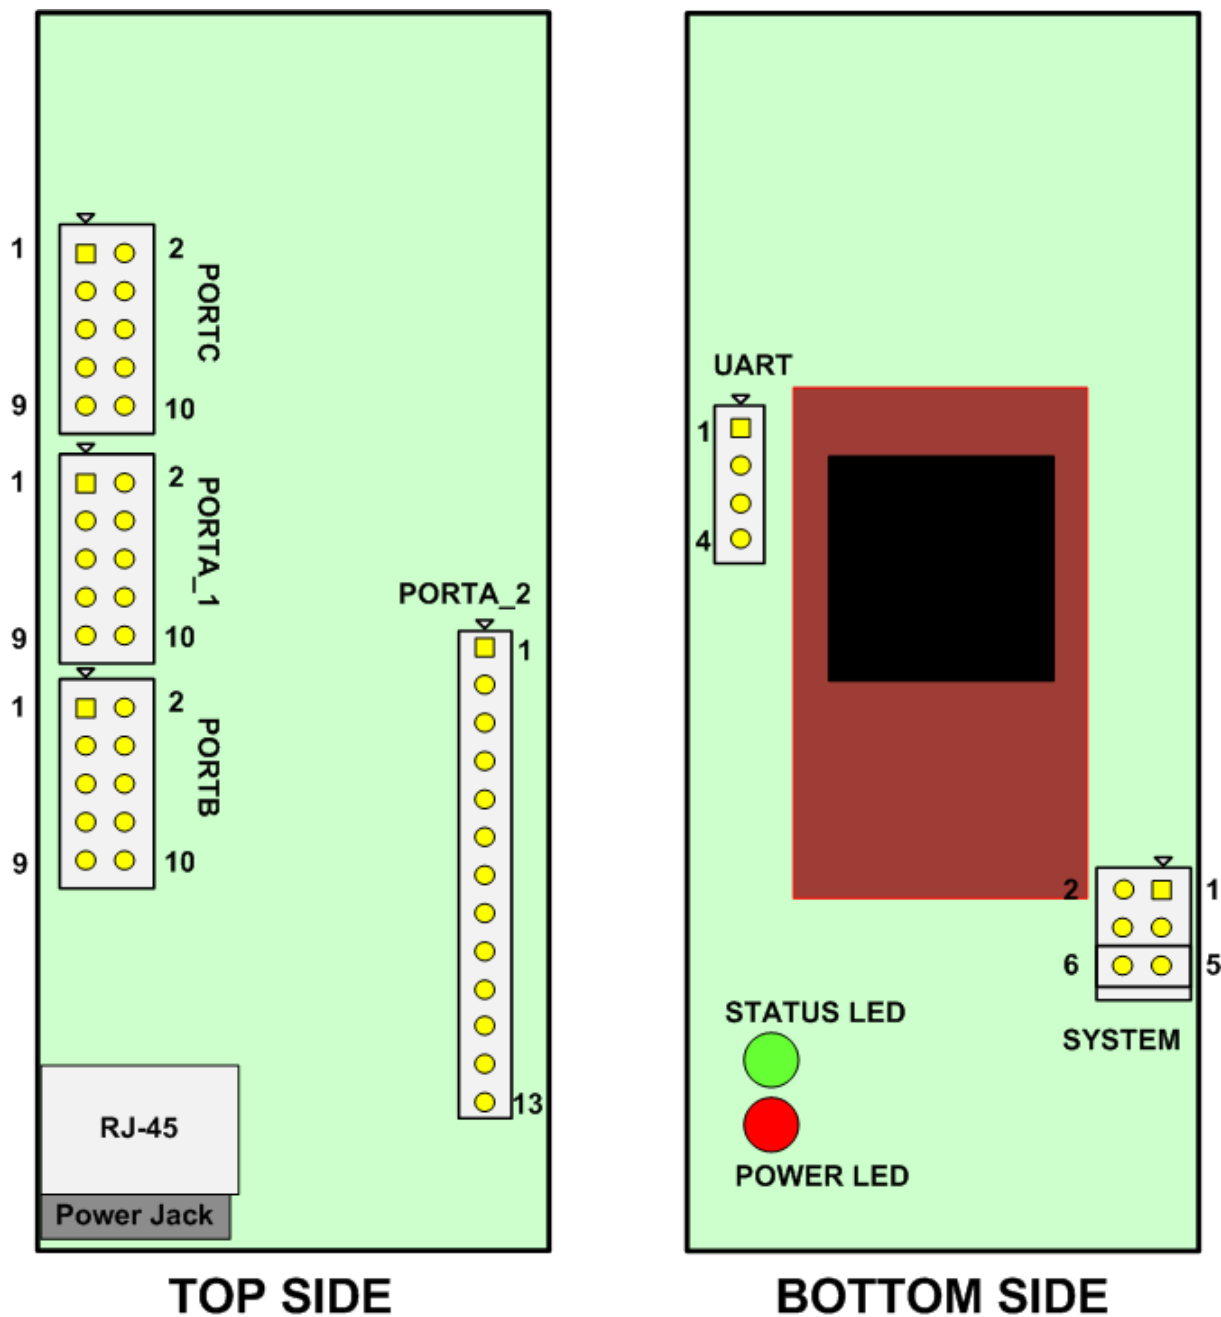 1
2
PORTC
9
10
1
2
PORTA_1
9
10
1
2
PORTB
9
10
PORTA_2
1
13
RJ-45
Power Jack
TOP SIDE
UART
1
4
2
1
6
5
SYSTEM
STATUS LED
POWER LED
BOTTOM SIDE